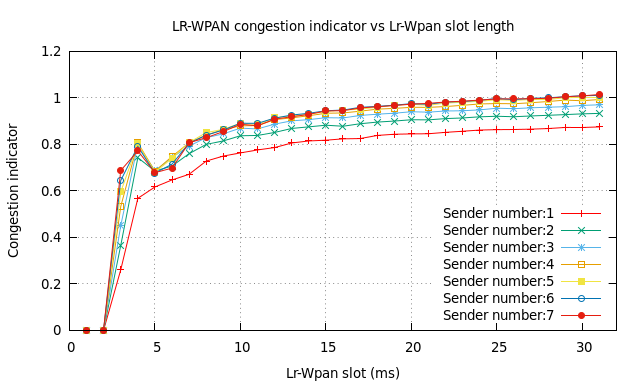 LR-WPAN congestion indicator vs Lr-Wpan slot length
1.2
1
0.8
0.6
0.4
0.2
0
Congestion indicator
Sender number:1
Sender number:2
Sender number:3
Sender number:4
Sender number:5
Sender number:6
Sender number:7
0 5 10 15 20 25 30
Lr-Wpan slot (ms)